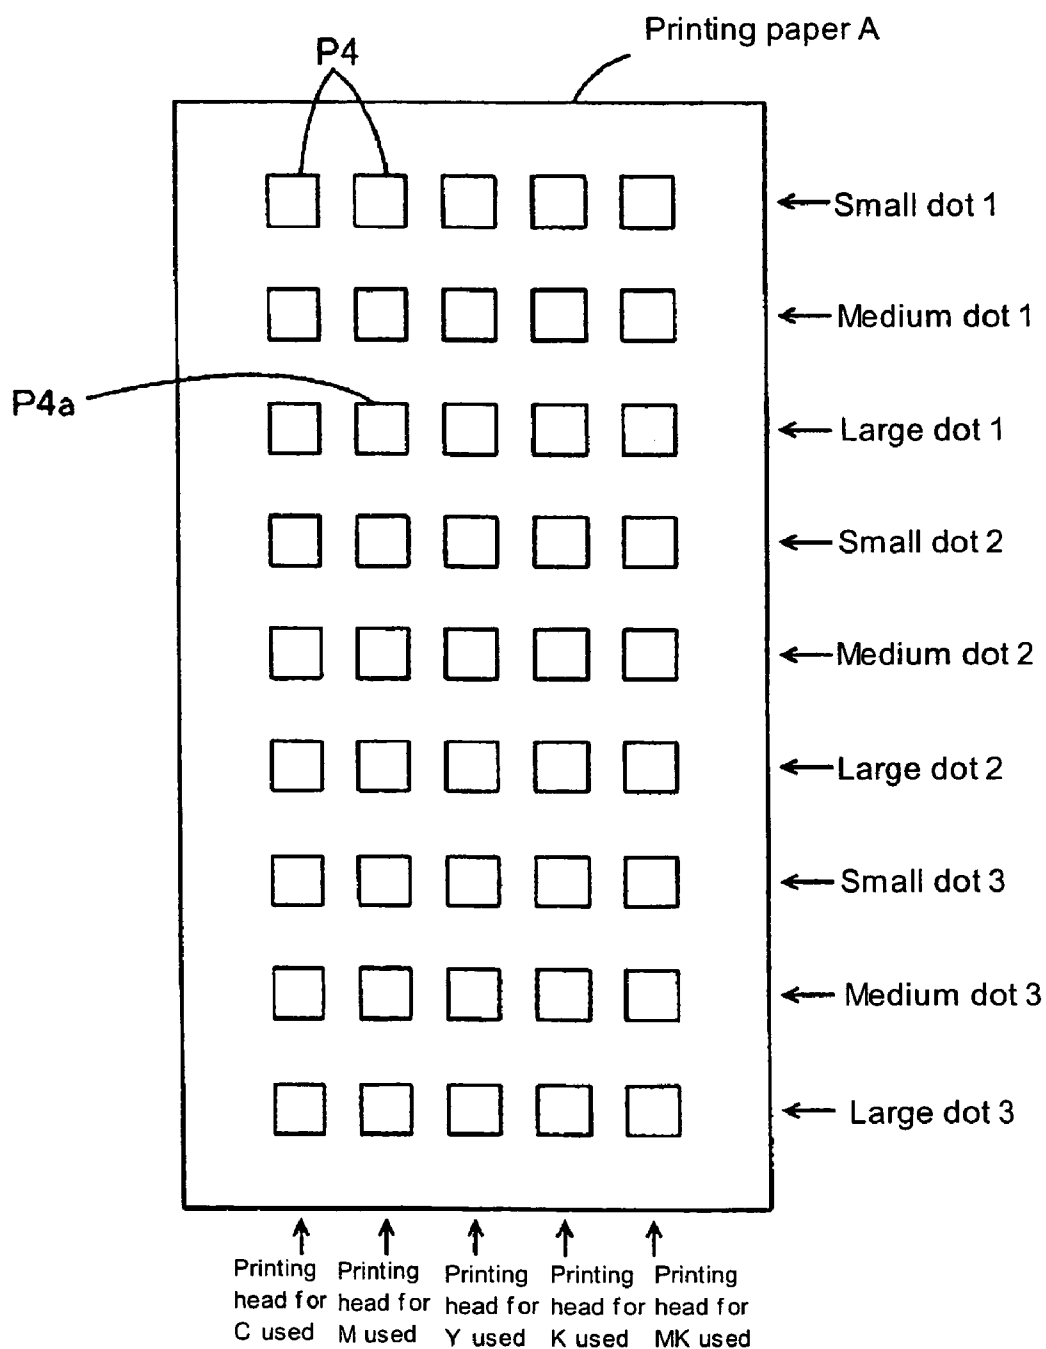 Printing paper A
P4
Small dot 1
Medium dot 1
P4a
Large dot 1
Small dot 2
Medium dot 2
Large dot 2
Small dot 3
Medium dot 3
Large dot 3
Printing
head for
C used
Printing
head for
M used
Printing
head for
Y used
Printing
head for
K used
Printing
head for
MK used